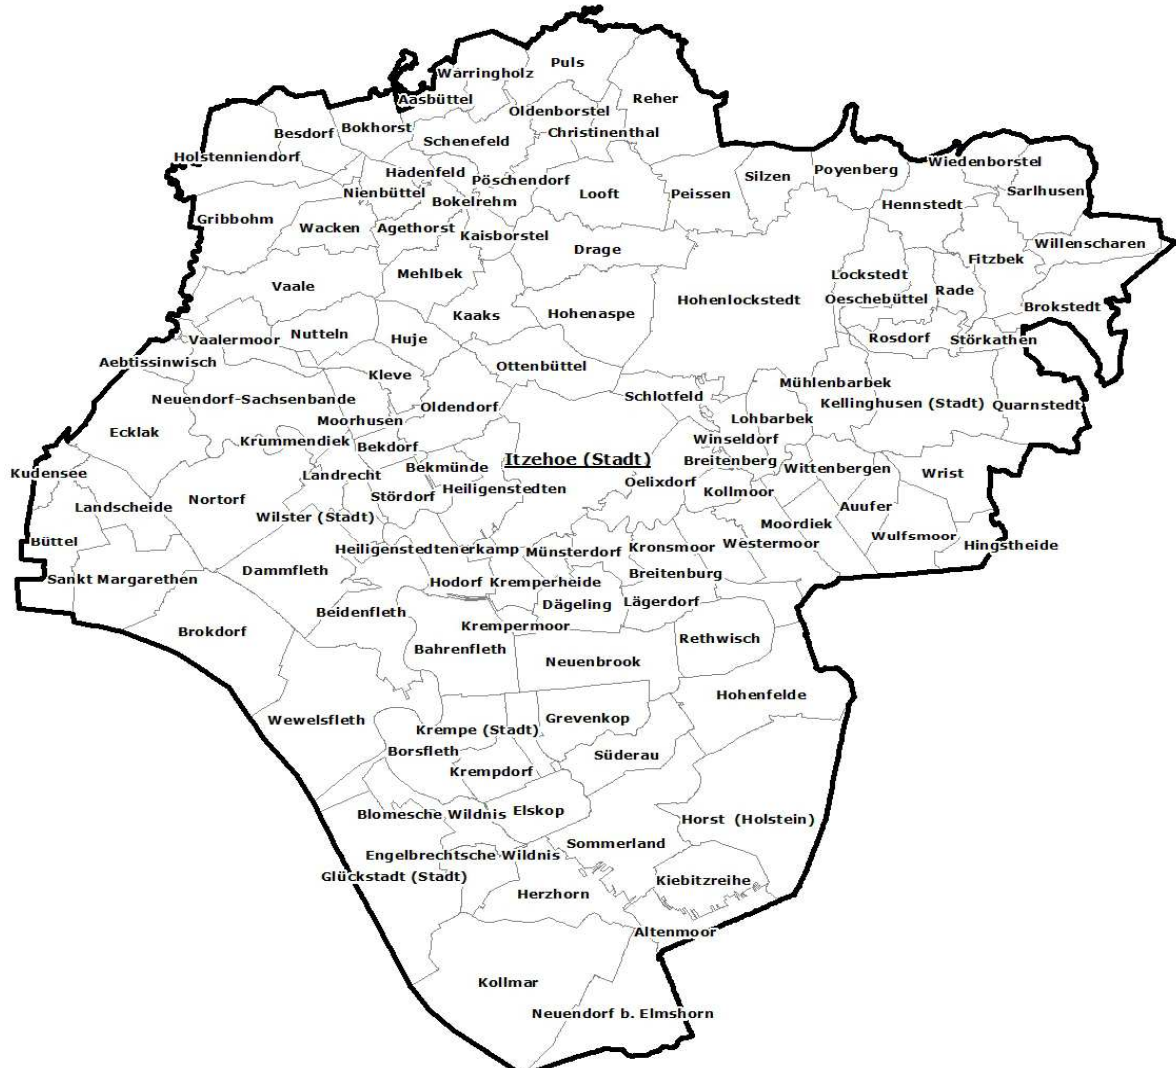 Puls
Warringholz
Aasbüttel
Reher
Oldenborstel
Bokhorst
Besdorf
Christinenthal
Schenefeld
Holstenniendorf
Wiedenborstel
Poyenberg
Hadenfeld
Silzen
Pöschendorf
Nienbüttel
Sarlhusen
Looft
Peissen
Bokelrehm
Hennstedt
Gribbohm
Wacken
Agethorst
Kaisborstel
Willenscharen
Drage
Fitzbek
Mehlbek
Lockstedt
Vaale
Rade
Hohenlockstedt
Oeschebüttel
Brokstedt
Kaaks
Hohenaspe
Nutteln
Vaalermoor
Huje
Rosdorf
Störkathen
Aebtissinwisch
Ottenbüttel
Kleve
Mühlenbarbek
Schlotfeld
Neuendorf-Sachsenbande
Kellinghusen (Stadt)
Quarnstedt
Oldendorf
Moorhusen
Lohbarbek
Ecklak
Krummendiek
Bekdorf
Winseldorf
Itzehoe (Stadt)
Breitenberg
Bekmünde
Wittenbergen
Kudensee
Wrist
Landrecht
Oelixdorf
Heiligenstedten
Kollmoor
Stördorf
Nortorf
Landscheide
Auufer
Wilster (Stadt)
Moordiek
Wulfsmoor
Büttel
Westermoor
Hingstheide
Kronsmoor
Heiligenstedtenerkamp
Münsterdorf
Dammfleth
Breitenburg
Sankt Margarethen
Hodorf
Kremperheide
Lägerdorf
Dägeling
Beidenfleth
Krempermoor
Brokdorf
Rethwisch
Bahrenfleth
Neuenbrook
Hohenfelde
Grevenkop
Wewelsfleth
Krempe (Stadt)
Borsfleth
Süderau
Krempdorf
Elskop
Blomesche Wildnis
Horst (Holstein)
Sommerland
Engelbrechtsche Wildnis
Glückstadt (Stadt)
Kiebitzreihe
Herzhorn
Altenmoor
Kollmar
Neuendorf b. Elmshorn